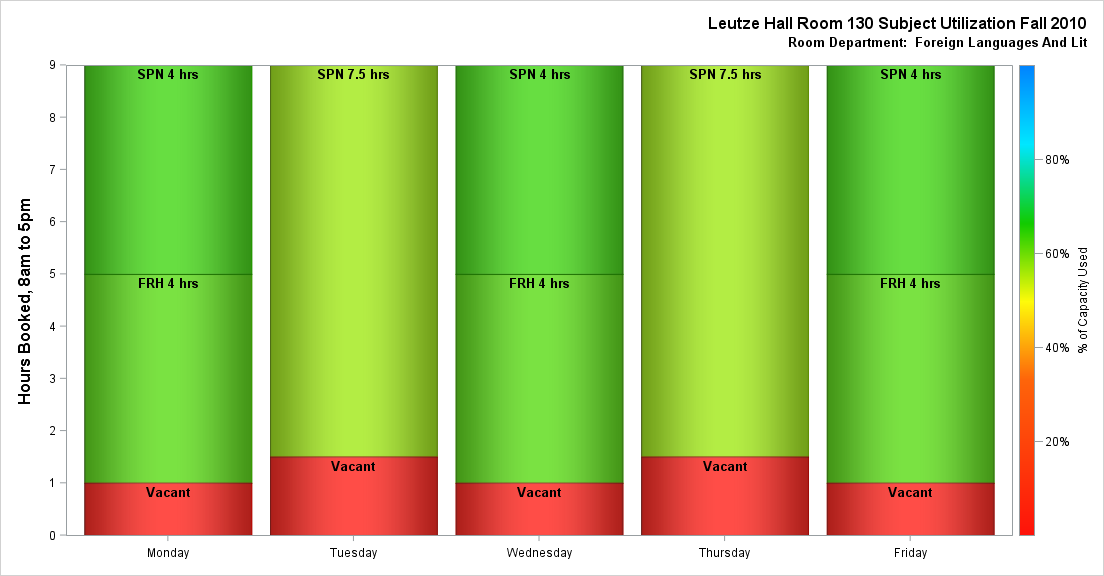 Leutze Hall Room 130 Subject Utilization Fall 2010
Room Department:  Foreign Languages And Lit
Hours Booked, 8am to 5pm
9
8
7
6
5
4
3
2
1
0
SPN 4 hrs
FRH 4 hrs
Vacant
SPN 7.5 hrs
Vacant
SPN 4 hrs
FRH 4 hrs
Vacant
SPN 7.5 hrs
Vacant
SPN 4 hrs
FRH 4 hrs
Vacant
Monday
Tuesday
Wednesday
Thursday
Friday
80%
60%
40%
20%
% of Capacity Used